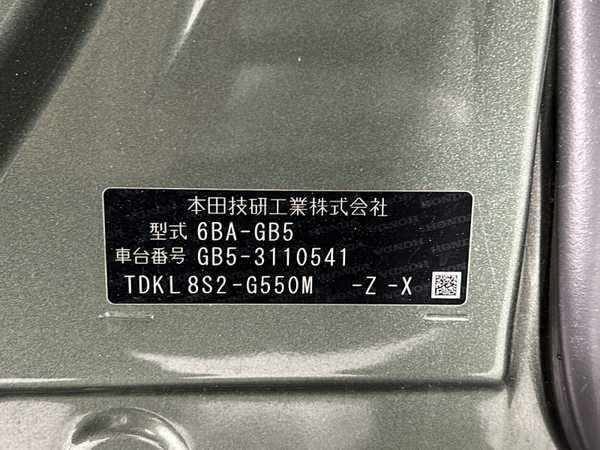 本田技研工業株式会社
型式 6BA-GB5
車台番号 GB5-3110541
TDKL8S2-G550M -Z-X